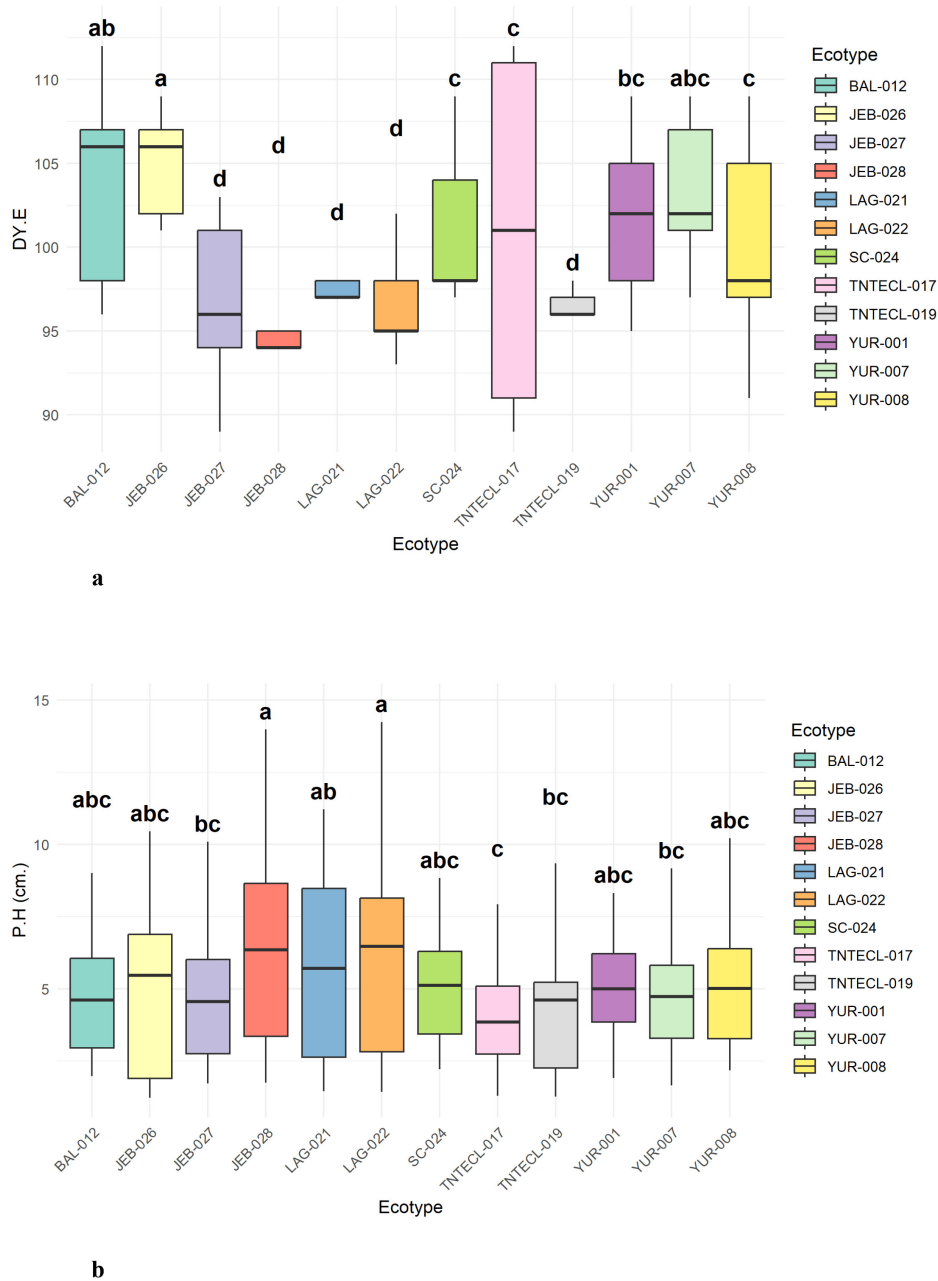 ab
a
d
d
d
d
c
c
d
bc
abc
c
110
105
100
95
90
DY.E
BAL-012
JEB-026
JEB-027
JEB-028
LAG-021
LAG-022
SC-024
TNTECL-017
TNTECL-019
YUR-001
YUR-007
YUR-008
Ecotype
Ecotype
BAL-012
JEB-026
JEB-027
JEB-028
LAG-021
LAG-022
SC-024
TNTECL-017
TNTECL-019
YUR-001
YUR-007
YUR-008
a
abc
abc
bc
a
ab
a
abc
c
bc
abc
bc
abc
15
10
5
P.H (cm.)
BAL-012
JEB-026
JEB-027
JEB-028
LAG-021
LAG-022
SC-024
TNTECL-017
TNTECL-019
YUR-001
YUR-007
YUR-008
Ecotype
Ecotype
BAL-012
JEB-026
JEB-027
JEB-028
LAG-021
LAG-022
SC-024
TNTECL-017
TNTECL-019
YUR-001
YUR-007
YUR-008
b